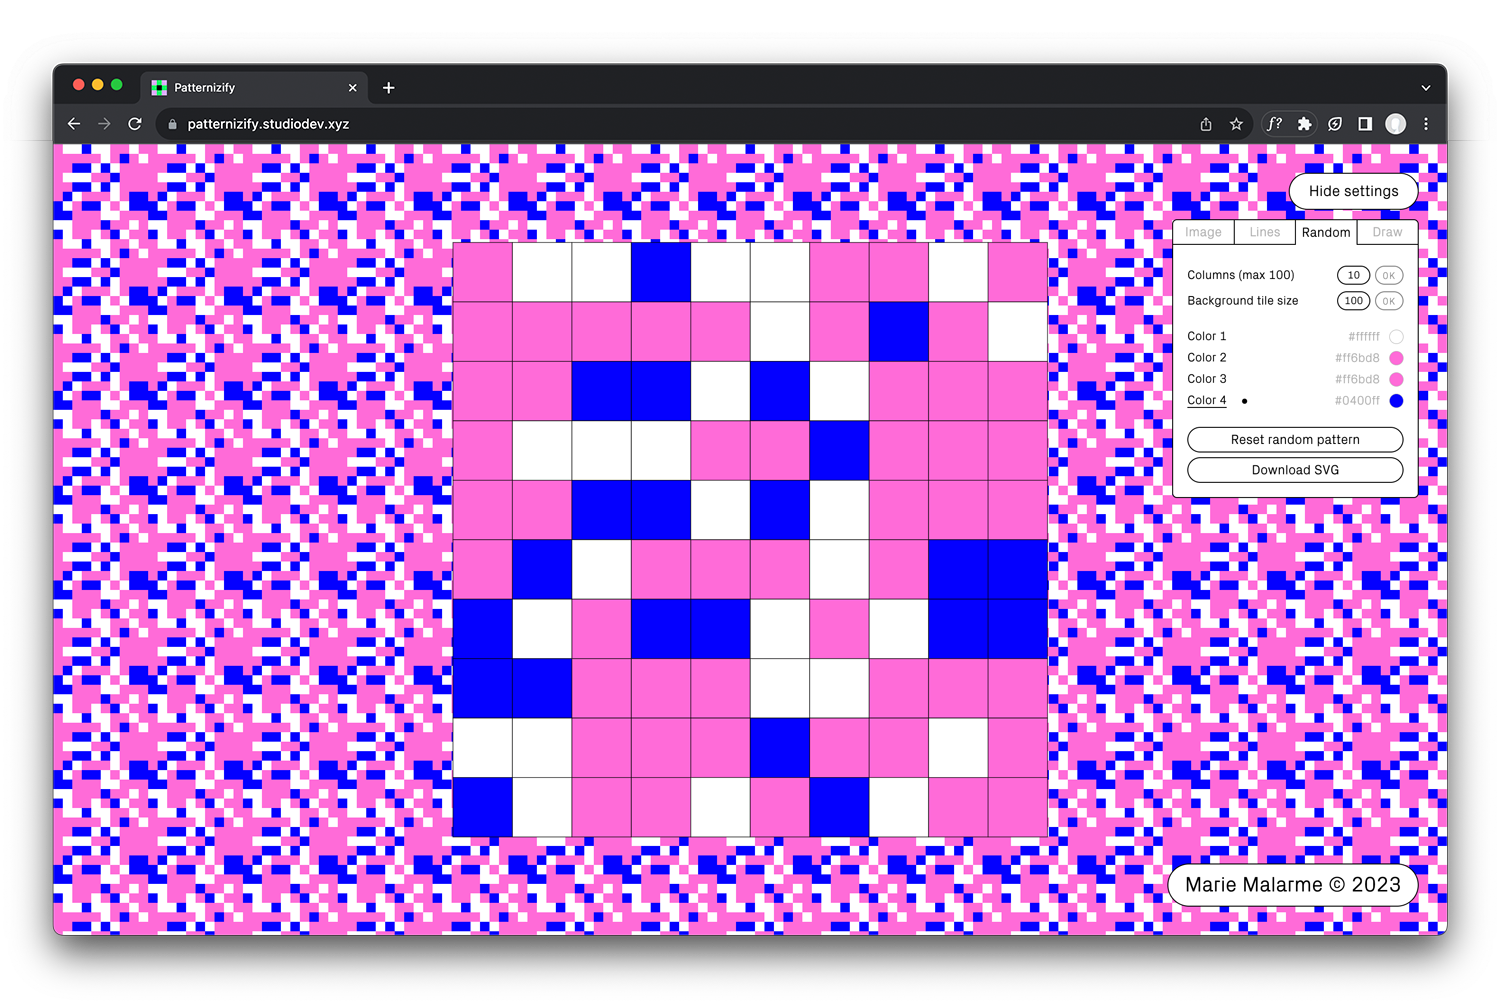 Patternizify
patternizify.studiodev.xyz
f?
Hide settings
Image Lines Random Draw
Columns (max 100) 10 OK
Background tile size 100 OK
Color 1 #ffffff
Color 2 #ff6bd8
Color 3 #ff6bd8
Color 4 #0400ff
Reset random pattern
Download SVG
Marie Malarme © 2023